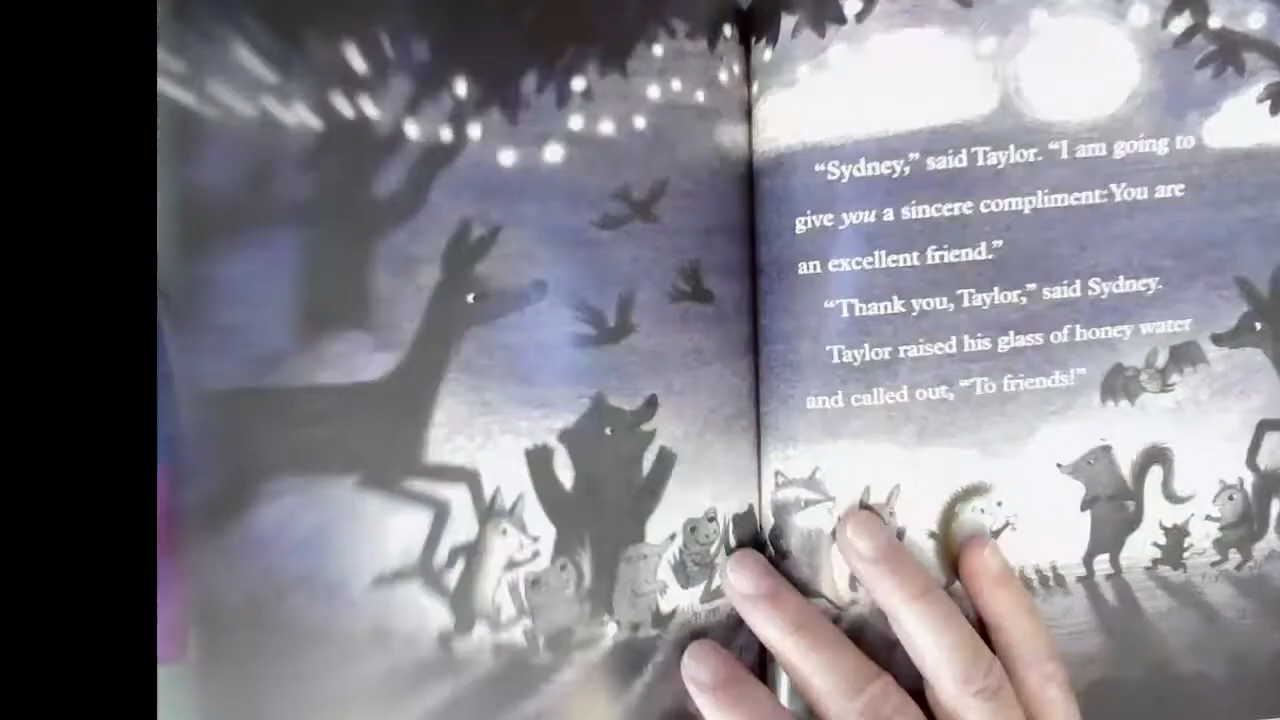 “Sydney,” said Taylor. “I am going to
give you a sincere compliment: You are
an excellent friend.”
“Thank you, Taylor,” said Sydney.
Taylor raised his glass of honey water
and called out, “To friends!”